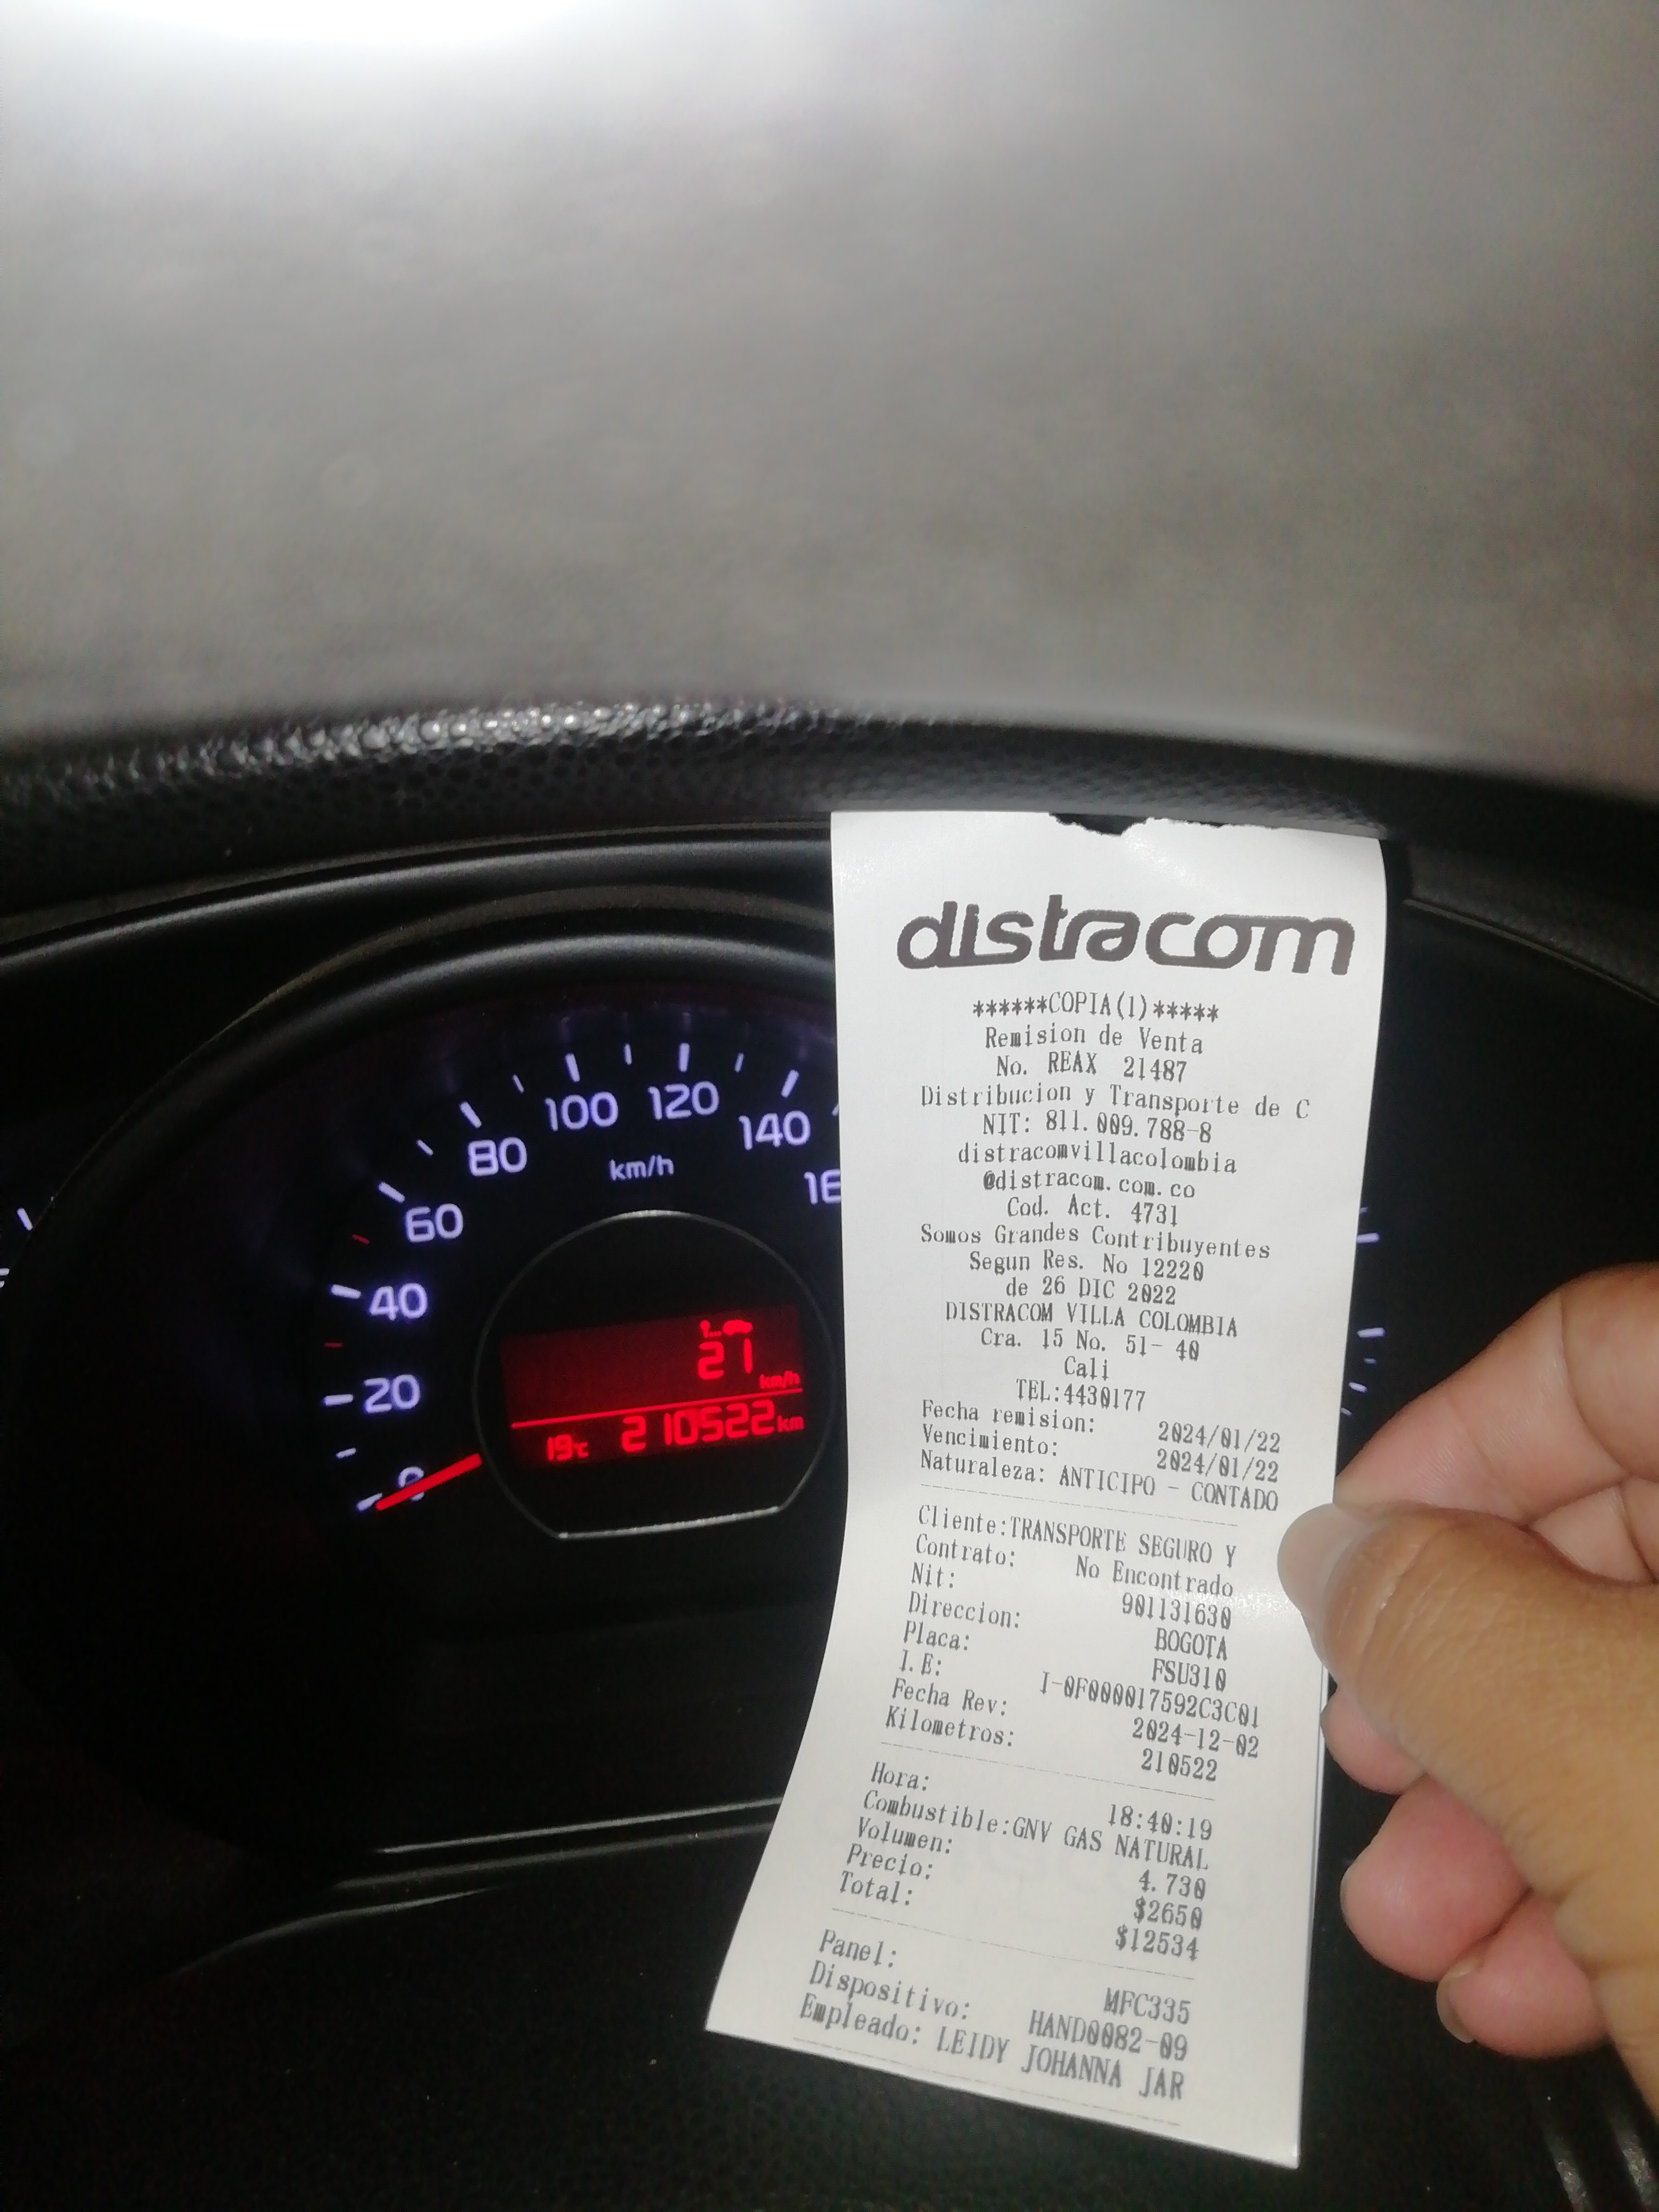 distracom
******COPIA(1)*****
Remision de Venta
No. REAX 21487
Distribucion y Transporte de C
NIT: 811.009.788-8
distracomvillacolombia
@distracom.com.co
Cod. Act. 4731
Somos Grandes Contribuyentes
Segun Res. No 12220
de 26 DIC 2022
DISTRACOM VILLA COLOMBIA
Cra. 15 No. 51- 40
Cali
TEL:4430177
Fecha remision: 2024/01/22
Vencimiento: 2024/01/22
Naturaleza: ANTICIPO - CONTADO
Cliente:TRANSPORTE SEGURO Y
Contrato: No Encontrado
Nit: 901131630
Direccion: BOGOTA
Placa: FSU310
I.E: I-0F000017592C3C01
Fecha Rev: 2024-12-02
Kilometros: 210522
Hora: 18:40:19
Combustible:GNV GAS NATURAL
Volumen: 4.730
Precio: $2650
Total: $12534
Panel: MFC335
Dispositivo: HAND0082-09
Empleado: LEIDY JOHANNA JAR
0
20
40
60
80
100
120
140
16
km/h
21
km/h
19°C 210522 km